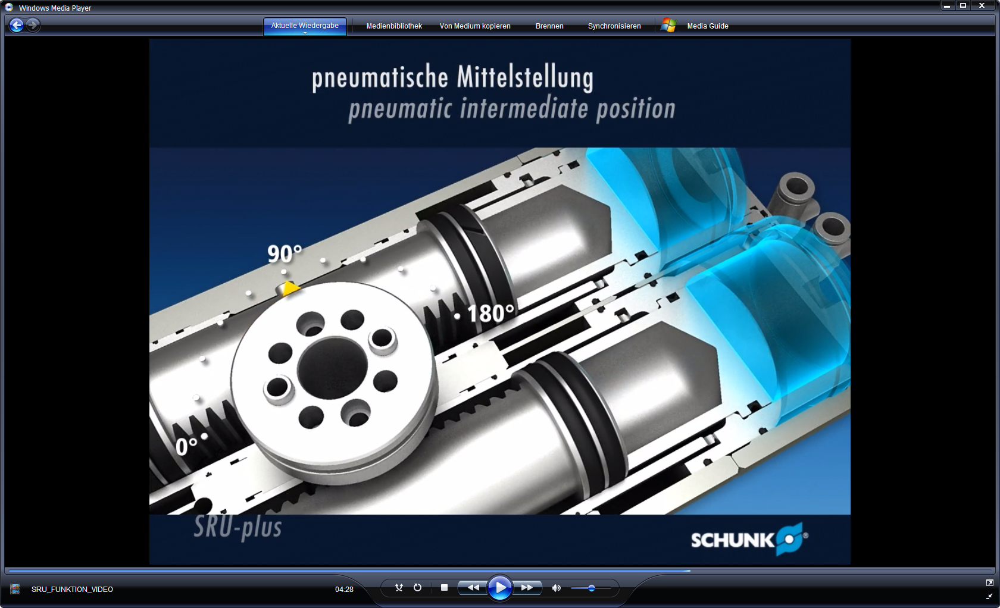 Windows Media Player
Aktuelle Wiedergabe
Medienbibliothek
Von Medium kopieren
Brennen
Synchronisieren
Media Guide
pneumatische Mittelstellung
pneumatic intermediate position
90°
180°
0°
SRU-plus
SCHUNK ®
SRU_FUNKTION_VIDEO
04:28